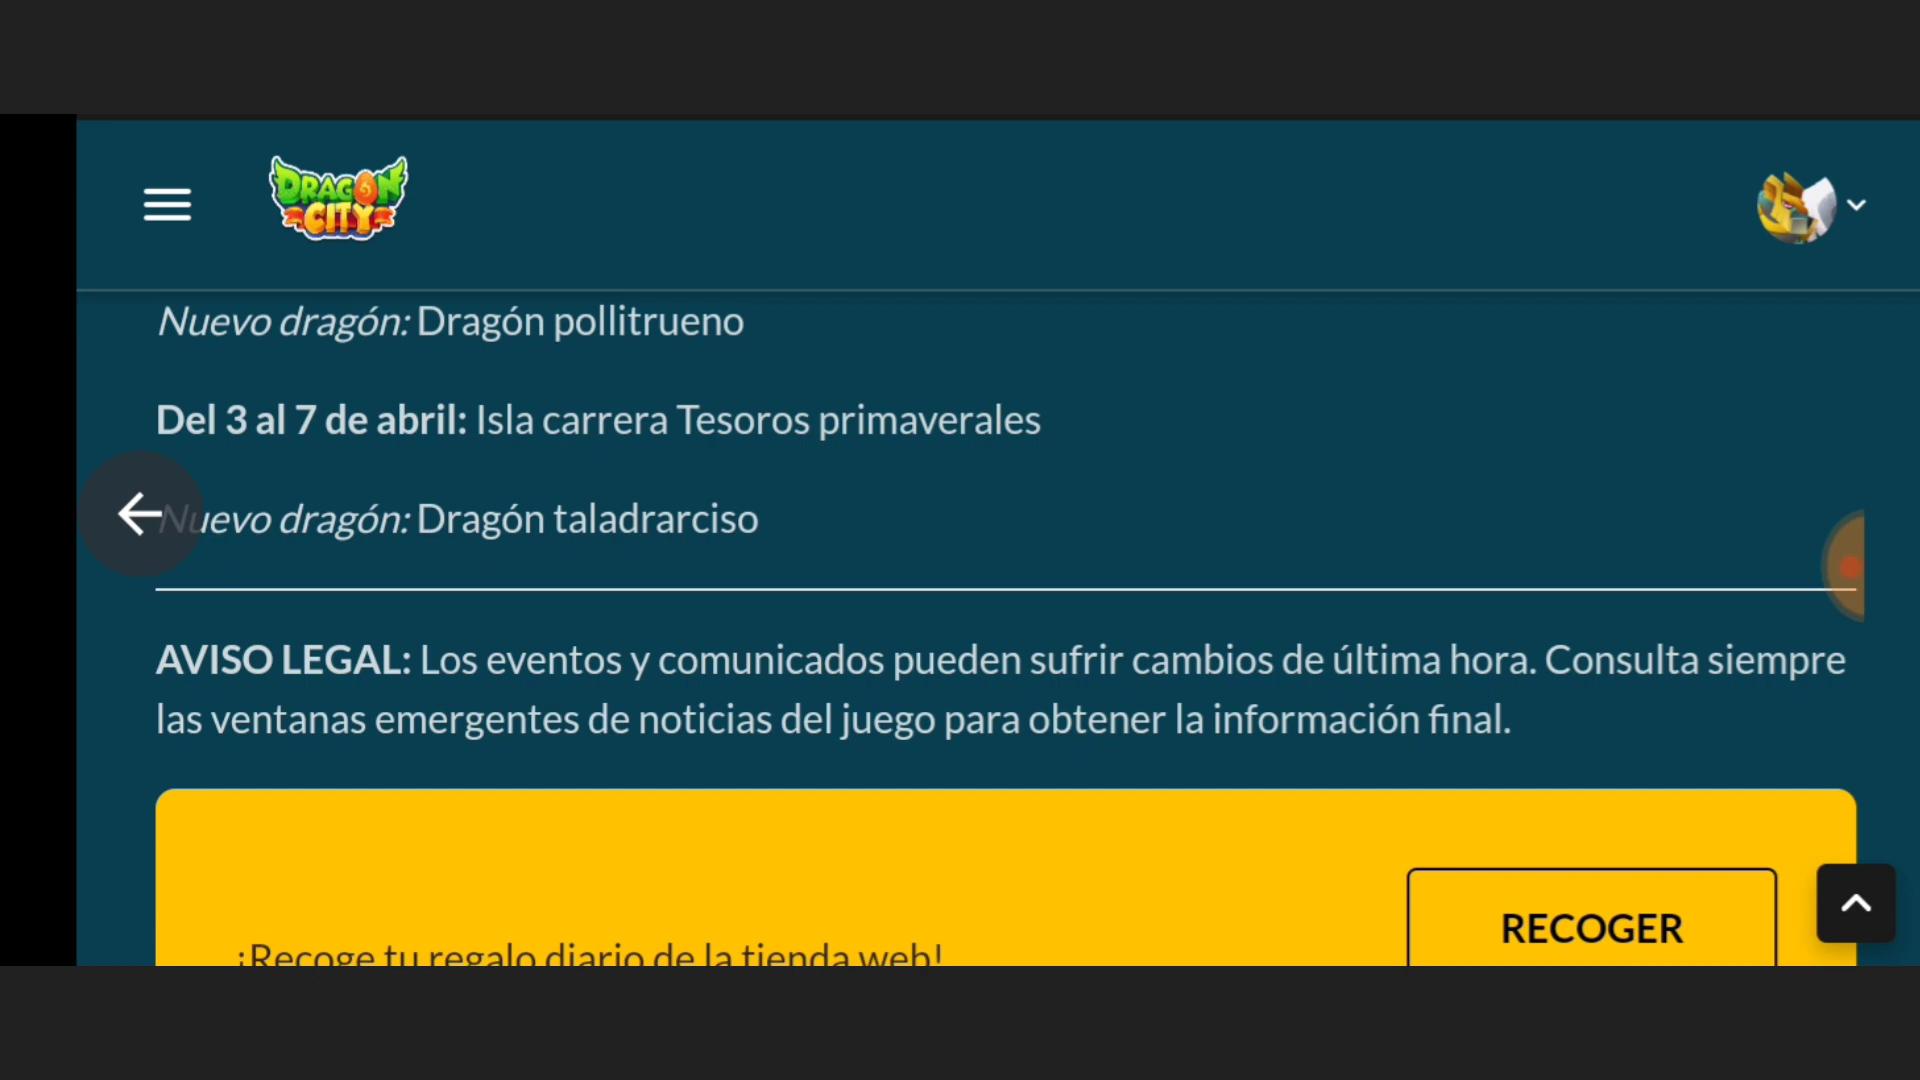 DRAGON
CITY
Nuevo dragón: Dragón pollitrueno
Del 3 al 7 de abril: Isla carrera Tesoros primaverales
Nuevo dragón: Dragón taladrarciso
AVISO LEGAL: Los eventos y comunicados pueden sufrir cambios de última hora. Consulta siempre
las ventanas emergentes de noticias del juego para obtener la información final.
RECOGER
¡Recoge tu regalo diario de la tienda web!